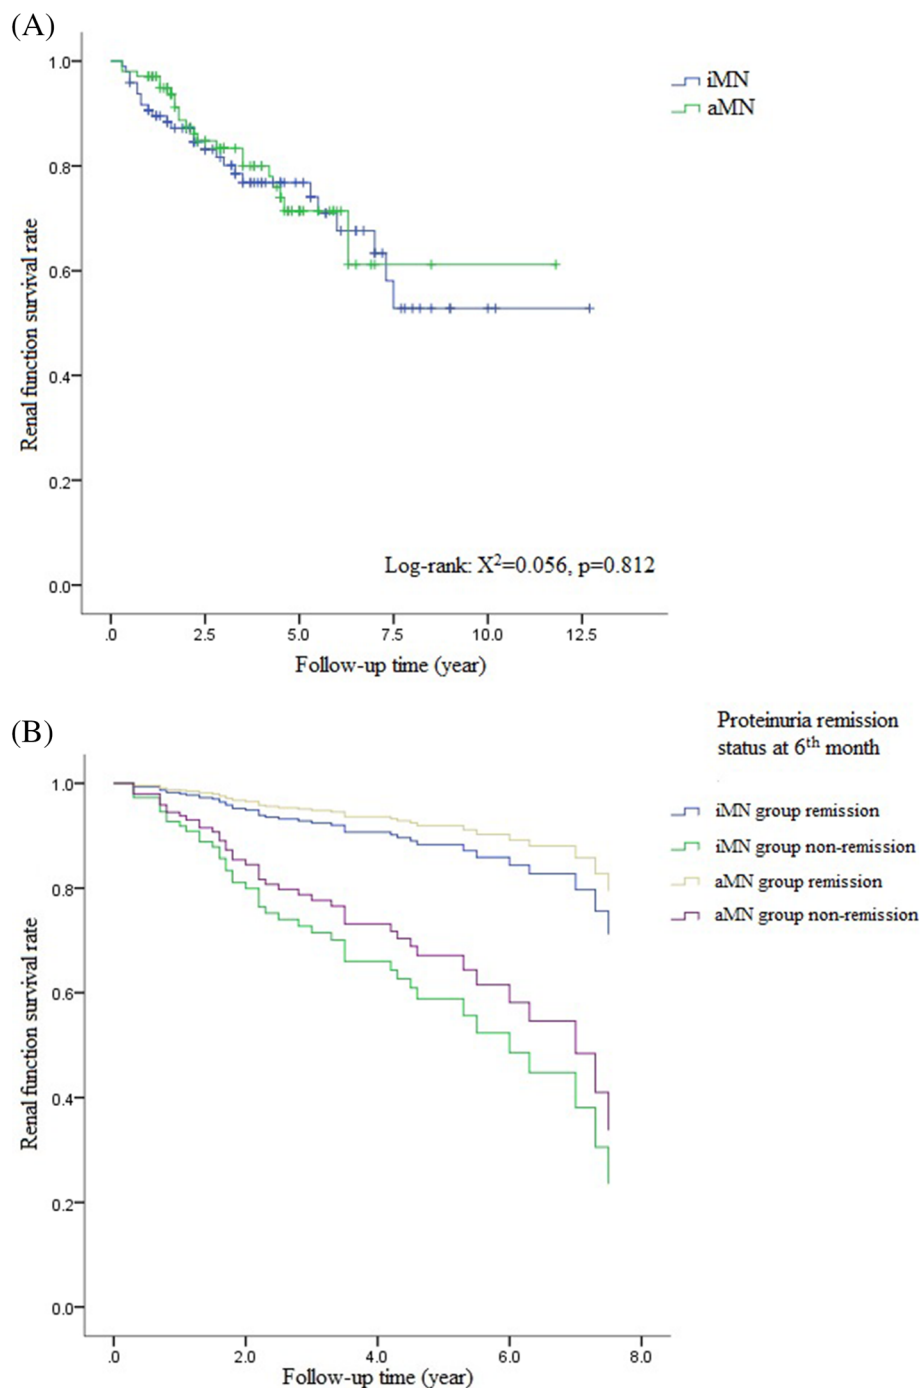 (A)
1.0
0.8
0.6
0.4
0.2
0.0
Renal function survival rate
iMN
aMN
Log-rank: X²=0.056, p=0.812
.0 2.5 5.0 7.5 10.0 12.5
Follow-up time (year)
(B)
Proteinuria remission
status at 6th month
1.0
0.8
0.6
0.4
0.2
0.0
Renal function survival rate
iMN group remission
iMN group non-remission
aMN group remission
aMN group non-remission
.0 2.0 4.0 6.0 8.0
Follow-up time (year)